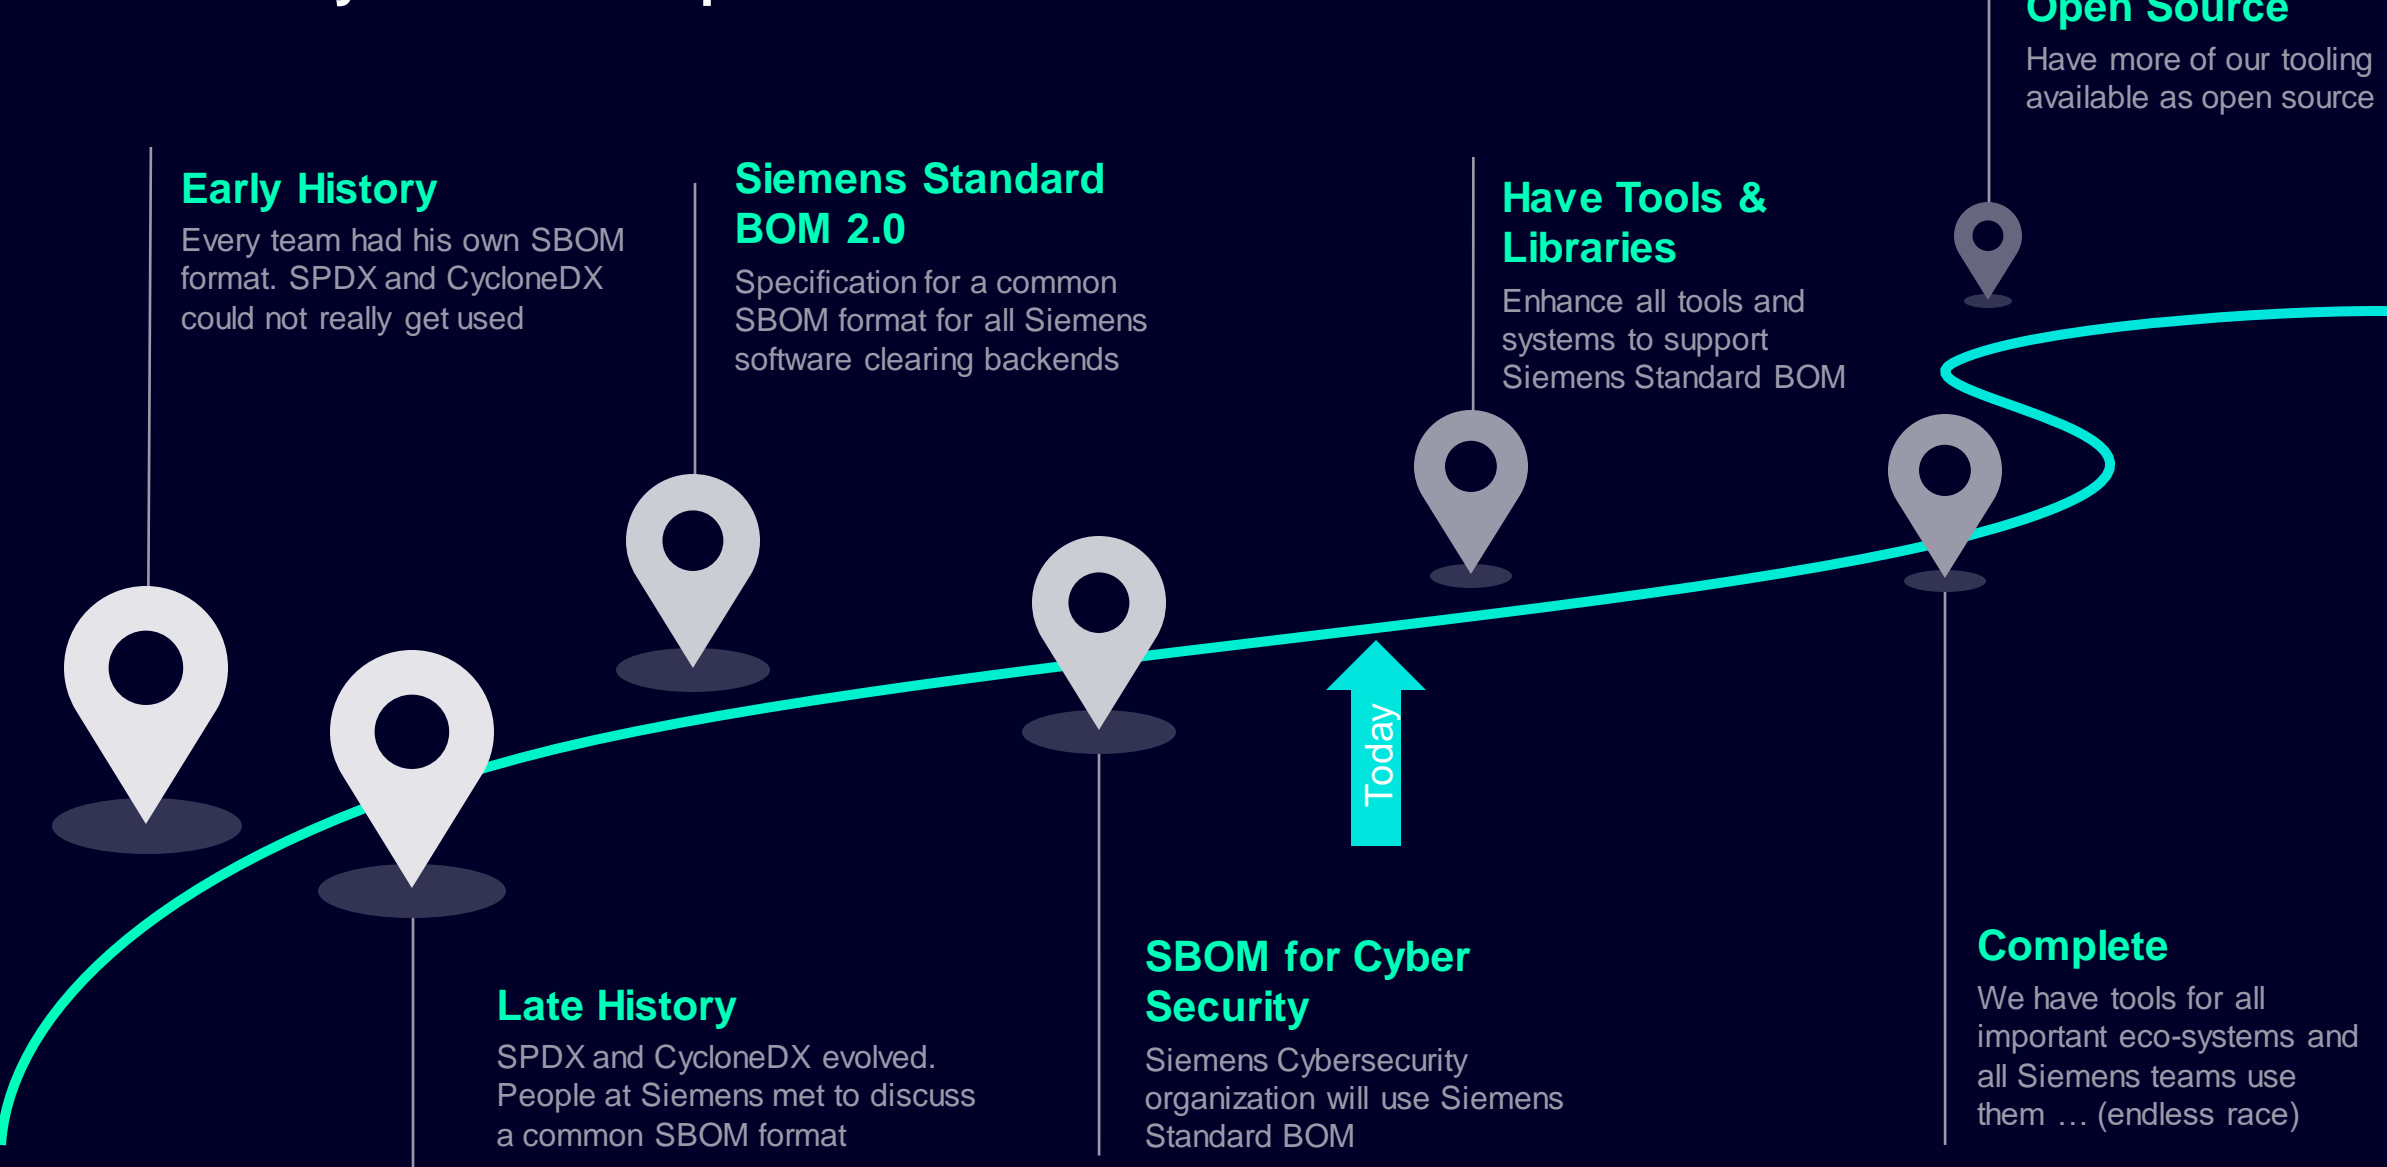 Open Source
Have more of our tooling
available as open source
Early History
Every team had his own SBOM
format. SPDX and CycloneDX
could not really get used
Siemens Standard
BOM 2.0
Specification for a common
SBOM format for all Siemens
software clearing backends
Have Tools &
Libraries
Enhance all tools and
systems to support
Siemens Standard BOM
Today
Late History
SPDX and CycloneDX evolved.
People at Siemens met to discuss
a common SBOM format
SBOM for Cyber
Security
Siemens Cybersecurity
organization will use Siemens
Standard BOM
Complete
We have tools for all
important eco-systems and
all Siemens teams use
them … (endless race)